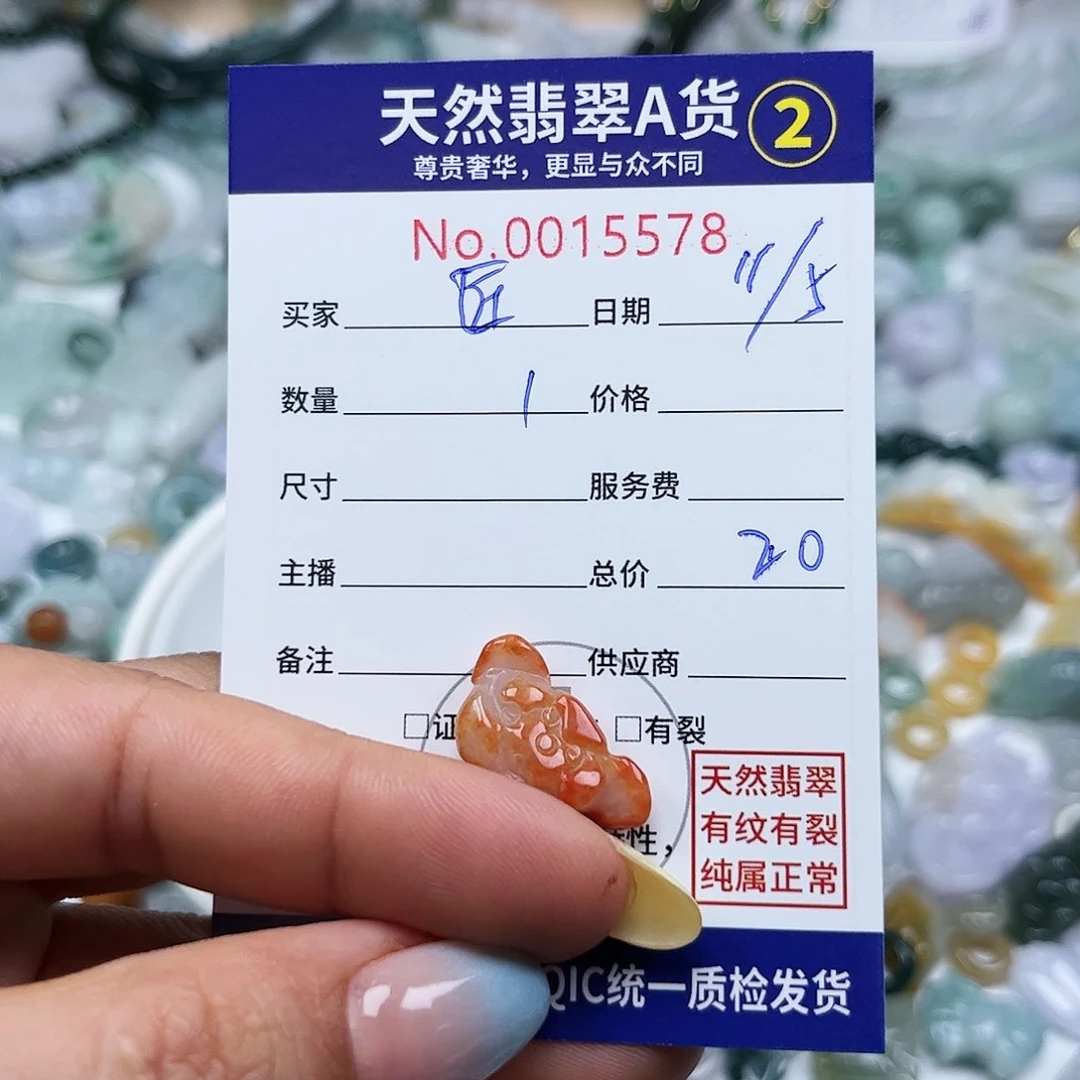 天然翡翠A货 2
尊贵奢华，更显与众不同
No.0015578
买家 匠 日期 11/5
数量 1 价格
尺寸 服务费
主播 总价 20
备注 供应商
□证 □有裂
性，
天然翡翠
有纹有裂
纯属正常
QIC统一质检发货